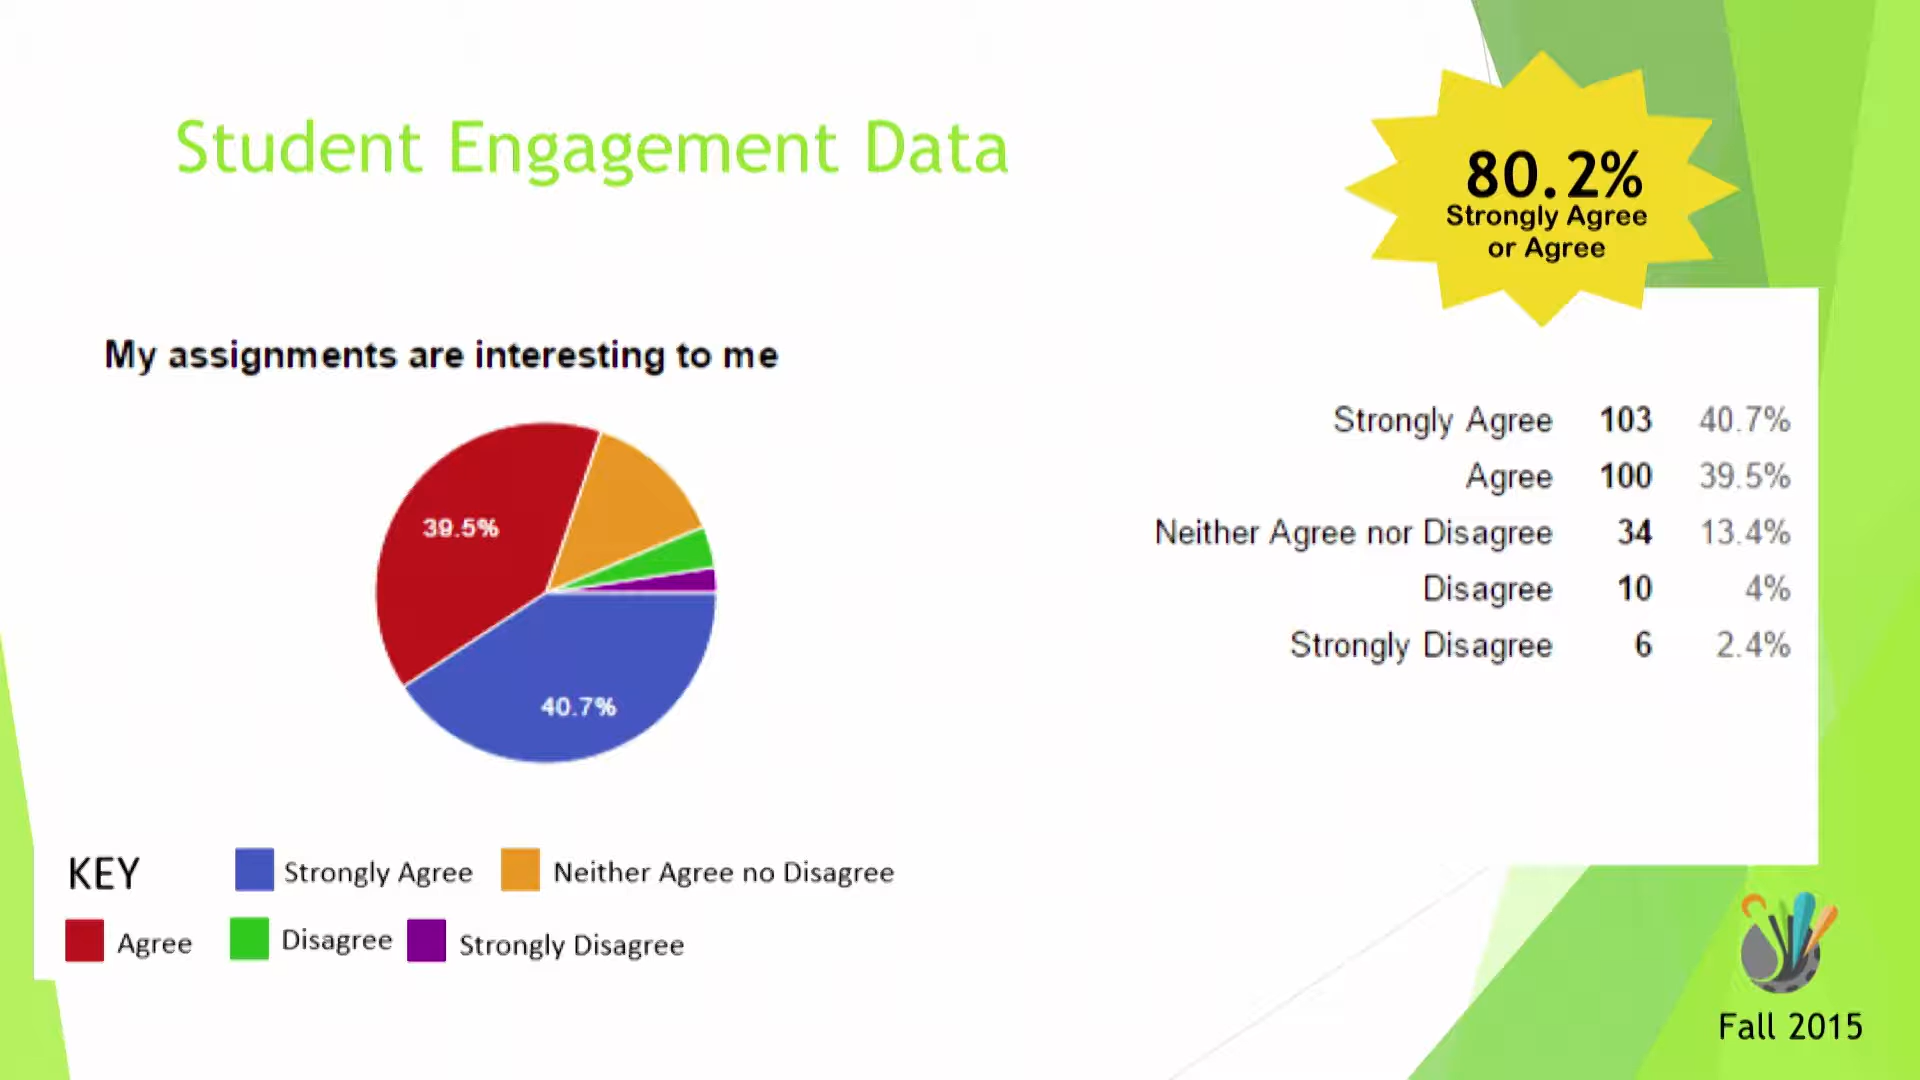 Student Engagement Data
80.2%
Strongly Agree
or Agree
My assignments are interesting to me
39.5%
40.7%
Strongly Agree 103 40.7%
Agree 100 39.5%
Neither Agree nor Disagree 34 13.4%
Disagree 10 4%
Strongly Disagree 6 2.4%
KEY Strongly Agree Neither Agree no Disagree
Agree Disagree Strongly Disagree
Fall 2015